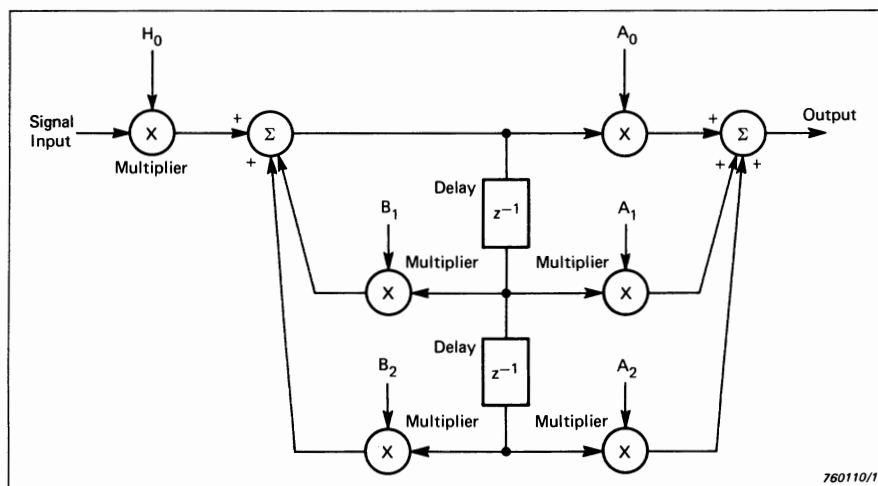 H0 A0
Signal Input X Multiplier + Σ + + X + Σ + + Output
Delay z−1
B1 A1
Multiplier Multiplier
X X
Delay z−1
B2 A2
Multiplier Multiplier
X X
760110/1